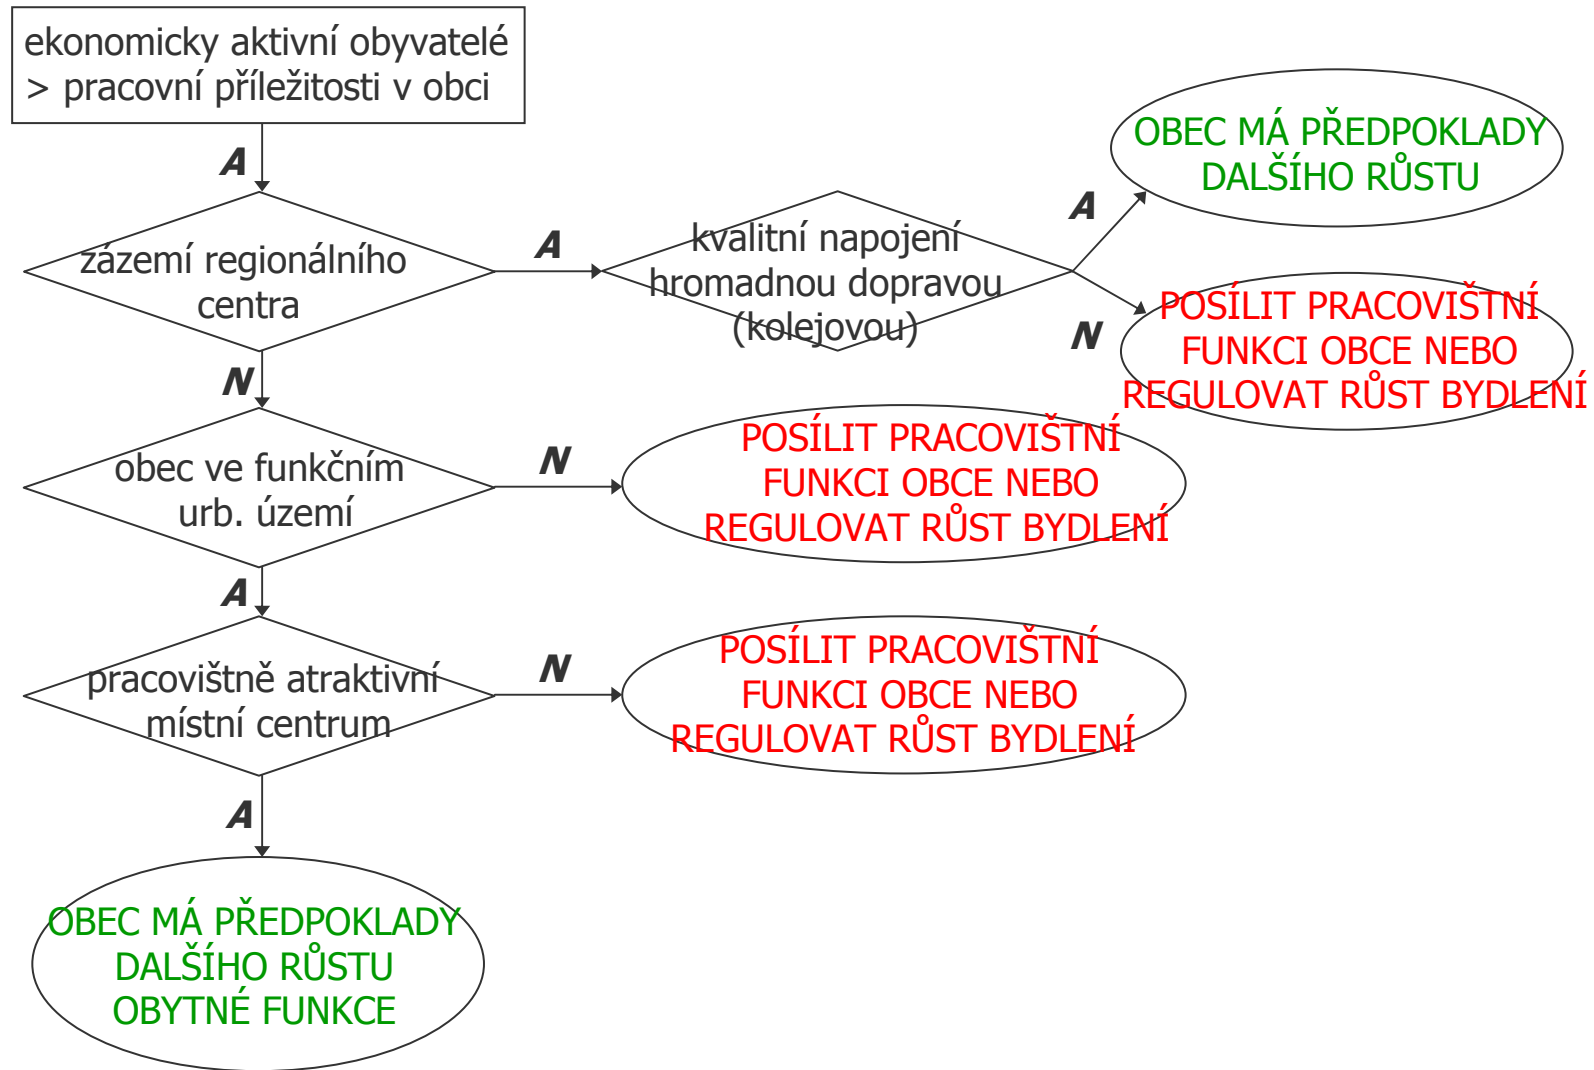 ekonomicky aktivní obyvatelé
> pracovní příležitosti v obci
A
zázemí regionálního
centra
A
kvalitní napojení
hromadnou dopravou
(kolejovou)
A
OBEC MÁ PŘEDPOKLADY
DALŠÍHO RŮSTU
N
POSÍLIT PRACOVIŠTNÍ
FUNKCI OBCE NEBO
REGULOVAT RŮST BYDLENÍ
N
obec ve funkčním
urb. území
N
POSÍLIT PRACOVIŠTNÍ
FUNKCI OBCE NEBO
REGULOVAT RŮST BYDLENÍ
A
pracovištně atraktivní
místní centrum
N
POSÍLIT PRACOVIŠTNÍ
FUNKCI OBCE NEBO
REGULOVAT RŮST BYDLENÍ
A
OBEC MÁ PŘEDPOKLADY
DALŠÍHO RŮSTU
OBYTNÉ FUNKCE